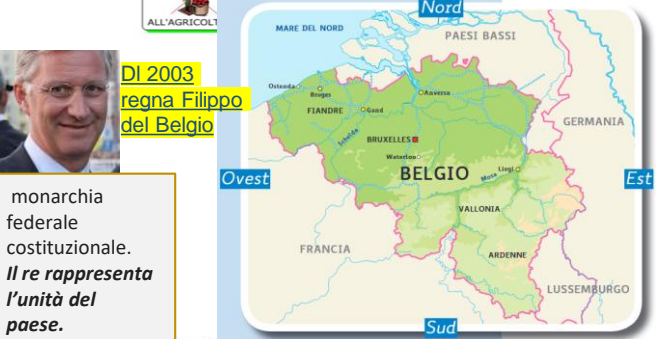 ALL'AGRICOLT
DI 2003
regna Filippo
del Belgio
monarchia
federale
costituzionale.
Il re rappresenta
l'unità del
paese.
Nord
MARE DEL NORD
PAESI BASSI
Ostenda
Bruges
Anversa
FIANDRE
Gand
GERMANIA
Schelda
BRUXELLES
Waterloo
Ovest
BELGIO
Mosa
Liegi
Est
VALLONIA
FRANCIA
ARDENNE
LUSSEMBURGO
Sud